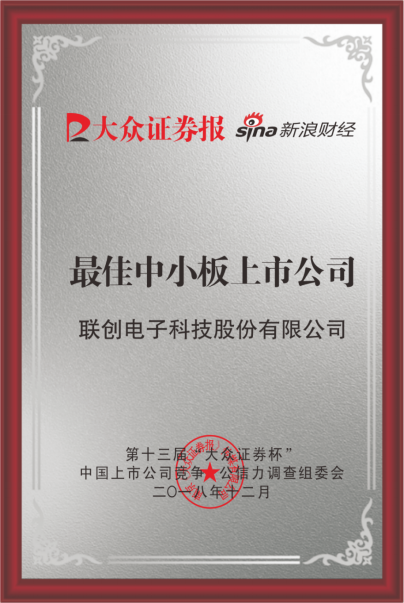 大众证券报 sina新浪财经
最佳中小板上市公司
联创电子科技股份有限公司
第十三届“大众证券杯”
中国上市公司竞争力公信力调查组委会
二〇一八年十二月